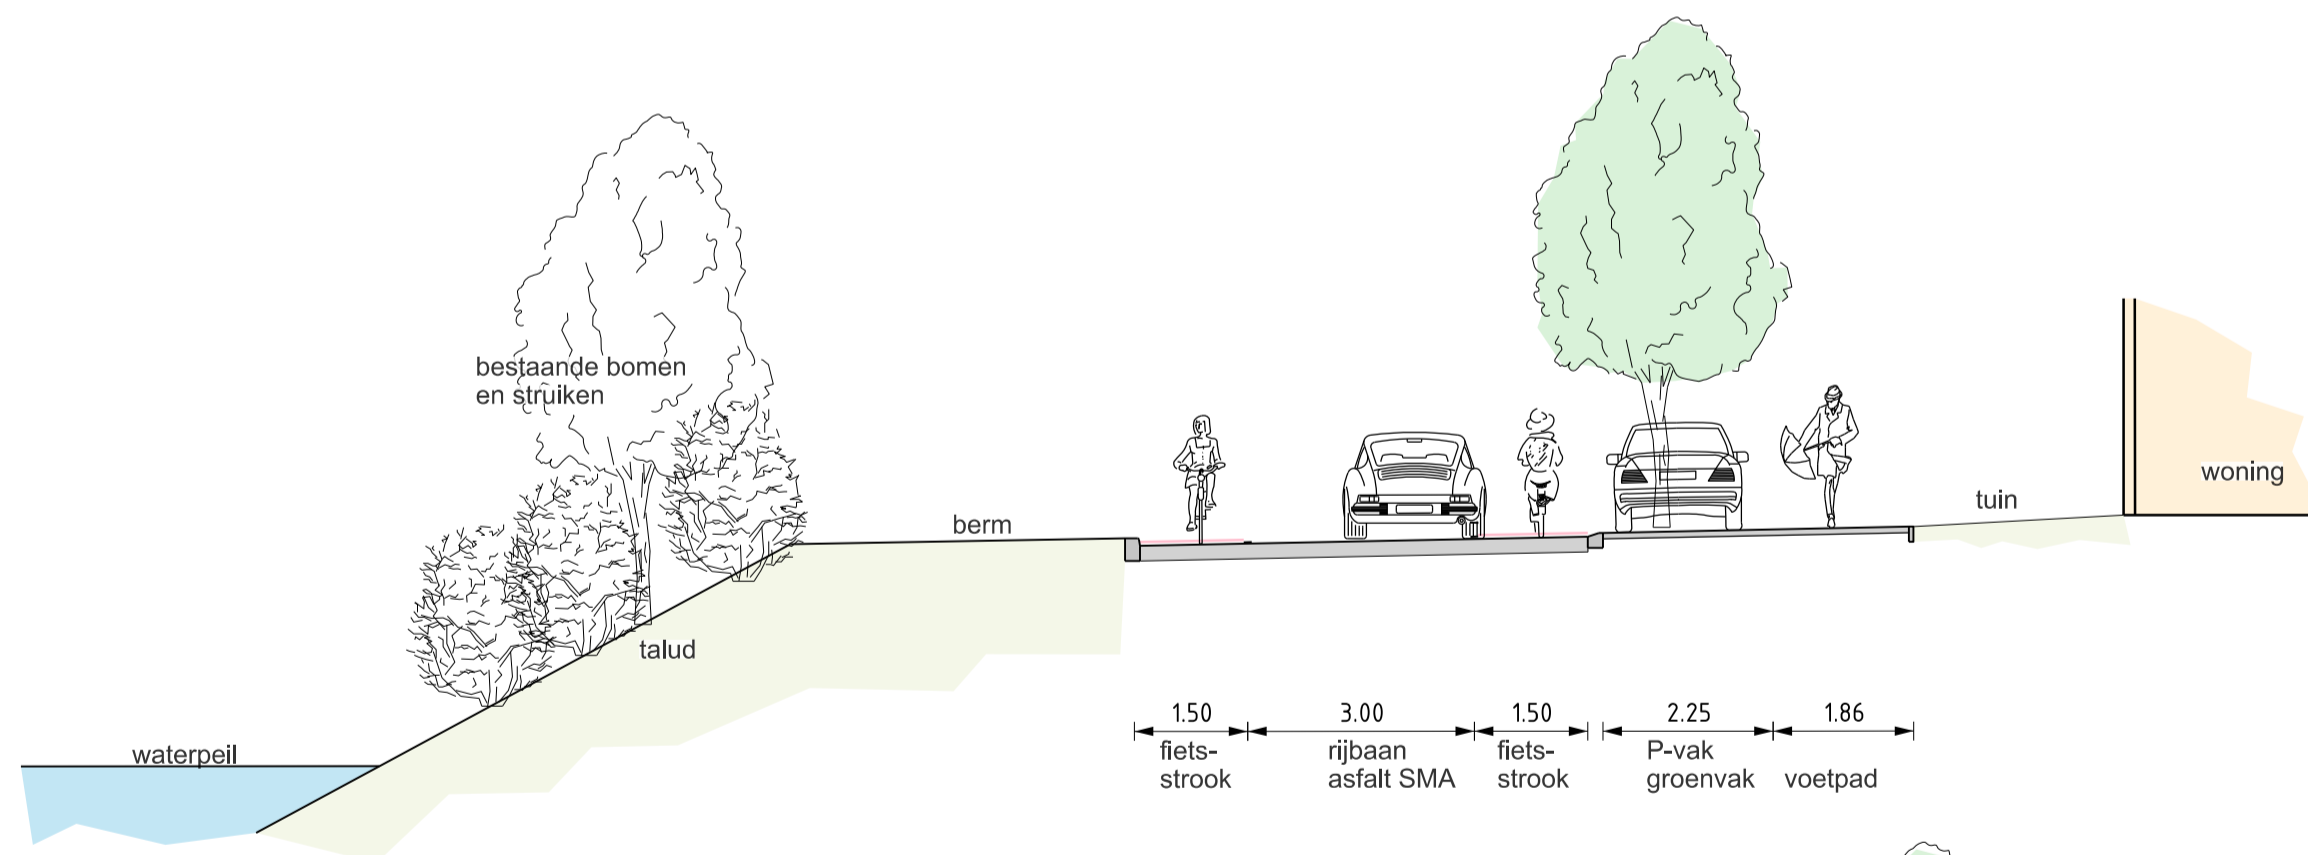 bestaande bomen
en struiken
woning
tuin
berm
talud
waterpeil
1.50
3.00
1.50
2.25
1.86
fiets-
strook
rijbaan
asfalt SMA
fiets-
strook
P-vak
groenvak
voetpad